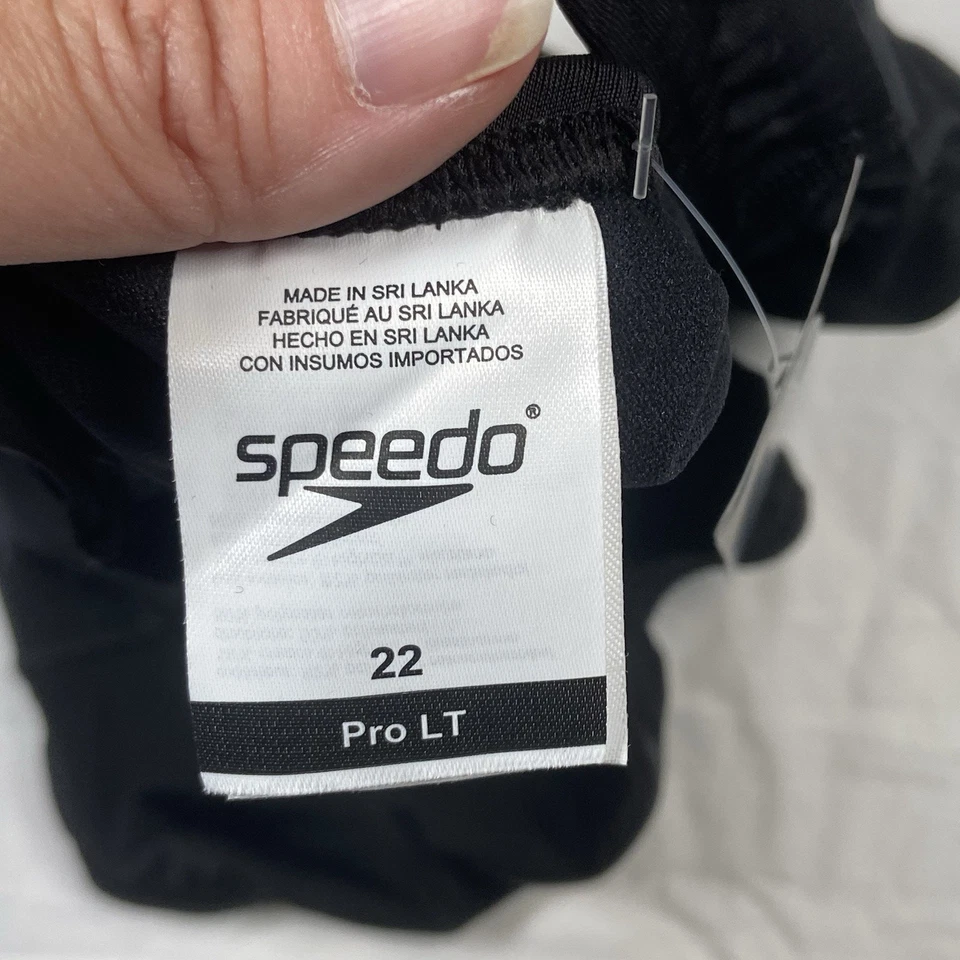 MADE IN SRI LANKA
FABRIQUÉ AU SRI LANKA
HECHO EN SRI LANKA
CON INSUMOS IMPORTADOS
speedo®
22
Pro LT